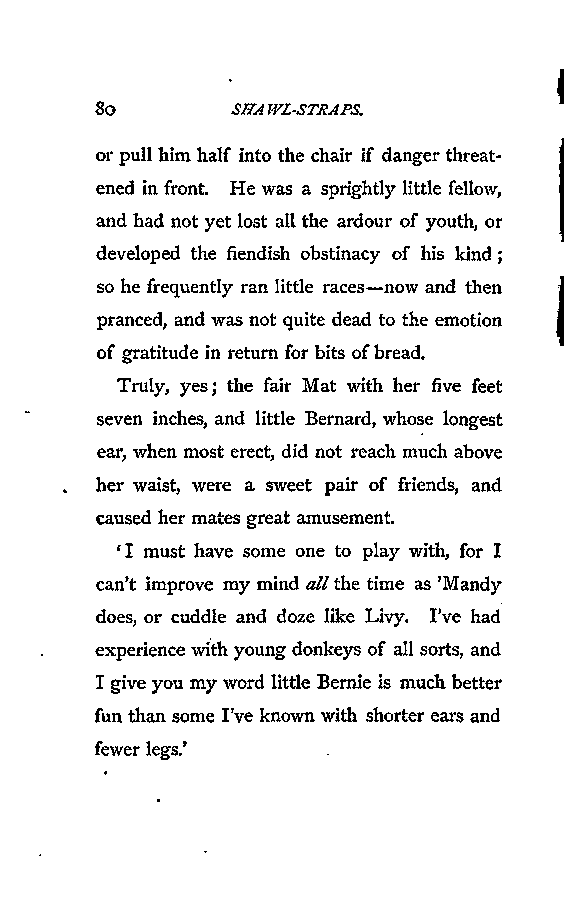 80 SHAWL-STRAPS.
or pull him half into the chair if danger threat-
ened in front. He was a sprightly little fellow,
and had not yet lost all the ardour of youth, or
developed the fiendish obstinacy of his kind ;
so he frequently ran little races—now and then
pranced, and was not quite dead to the emotion
of gratitude in return for bits of bread.
Truly, yes ; the fair Mat with her five feet
seven inches, and little Bernard, whose longest
ear, when most erect, did not reach much above
her waist, were a sweet pair of friends, and
caused her mates great amusement.
‘I must have some one to play with, for I
can't improve my mind all the time as 'Mandy
does, or cuddle and doze like Livy. I've had
experience with young donkeys of all sorts, and
I give you my word little Bernie is much better
fun than some I've known with shorter ears and
fewer legs.’